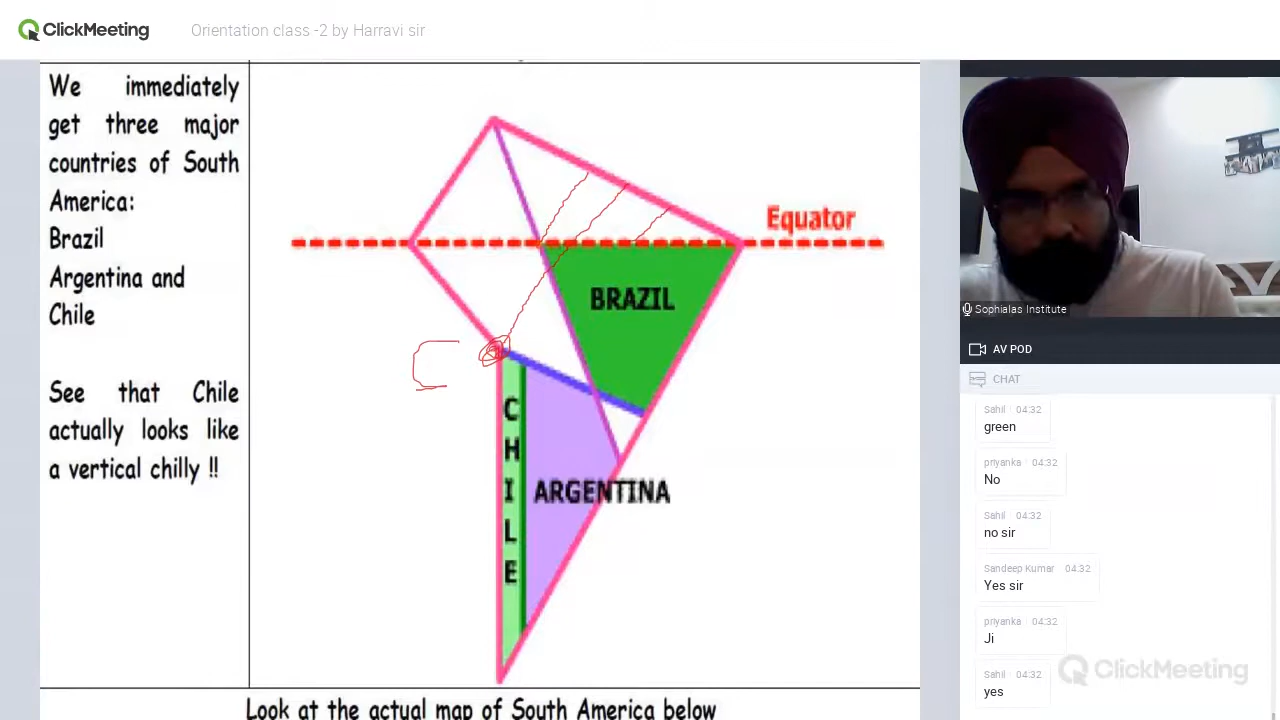 ClickMeeting
Orientation class -2 by Harravi sir
We immediately
get three major
countries of South
America:
Brazil
Argentina and
Chile
See that Chile
actually looks like
a vertical chilly !!
Equator
BRAZIL
CHILE
ARGENTINA
Look at the actual map of South America below
Sophialas Institute
AV POD
CHAT
Sahil 04:32
green
priyanka 04:32
No
Sahil 04:32
no sir
Sandeep Kumar 04:32
Yes sir
priyanka 04:32
Ji
Sahil 04:32
yes
ClickMeeting